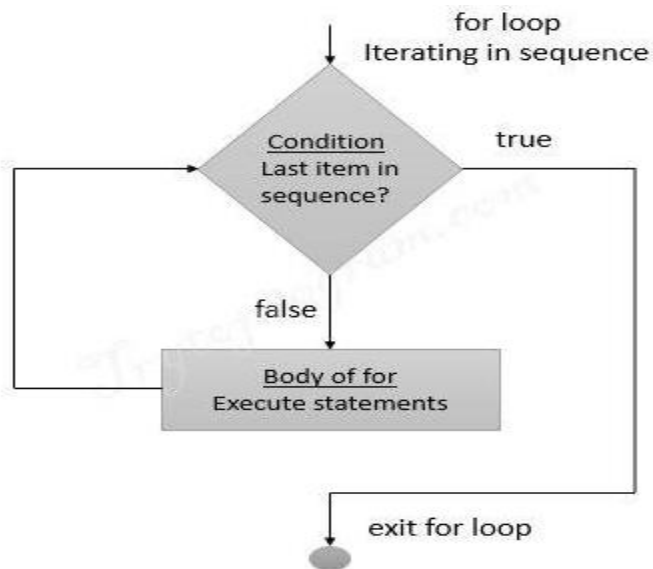 for loop
Iterating in sequence
Condition
Last item in
sequence?
true
false
Body of for
Execute statements
exit for loop